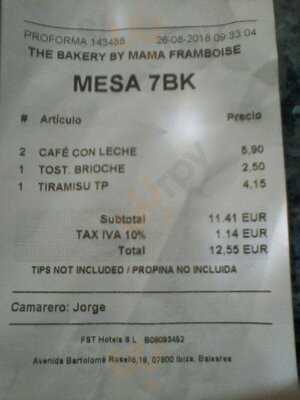 PROFORMA 143488 26-08-2018 09:33 04
THE BAKERY BY MAMA FRAMBOISE
MESA 7BK
# Artículo Precio
2 CAFÉ CON LECHE 5,90
1 TOST. BRIOCHE 2,50
1 TIRAMISU TP 4,15
Subtotal 11.41 EUR
TAX IVA 10% 1.14 EUR
Total 12,55 EUR
TIPS NOT INCLUDED / PROPINA NO INCLUIDA
Camarero: Jorge
FST Hotels S L B08093452
Avenida Bartolomé Roselló,18, 07800 Ibiza, Baleares